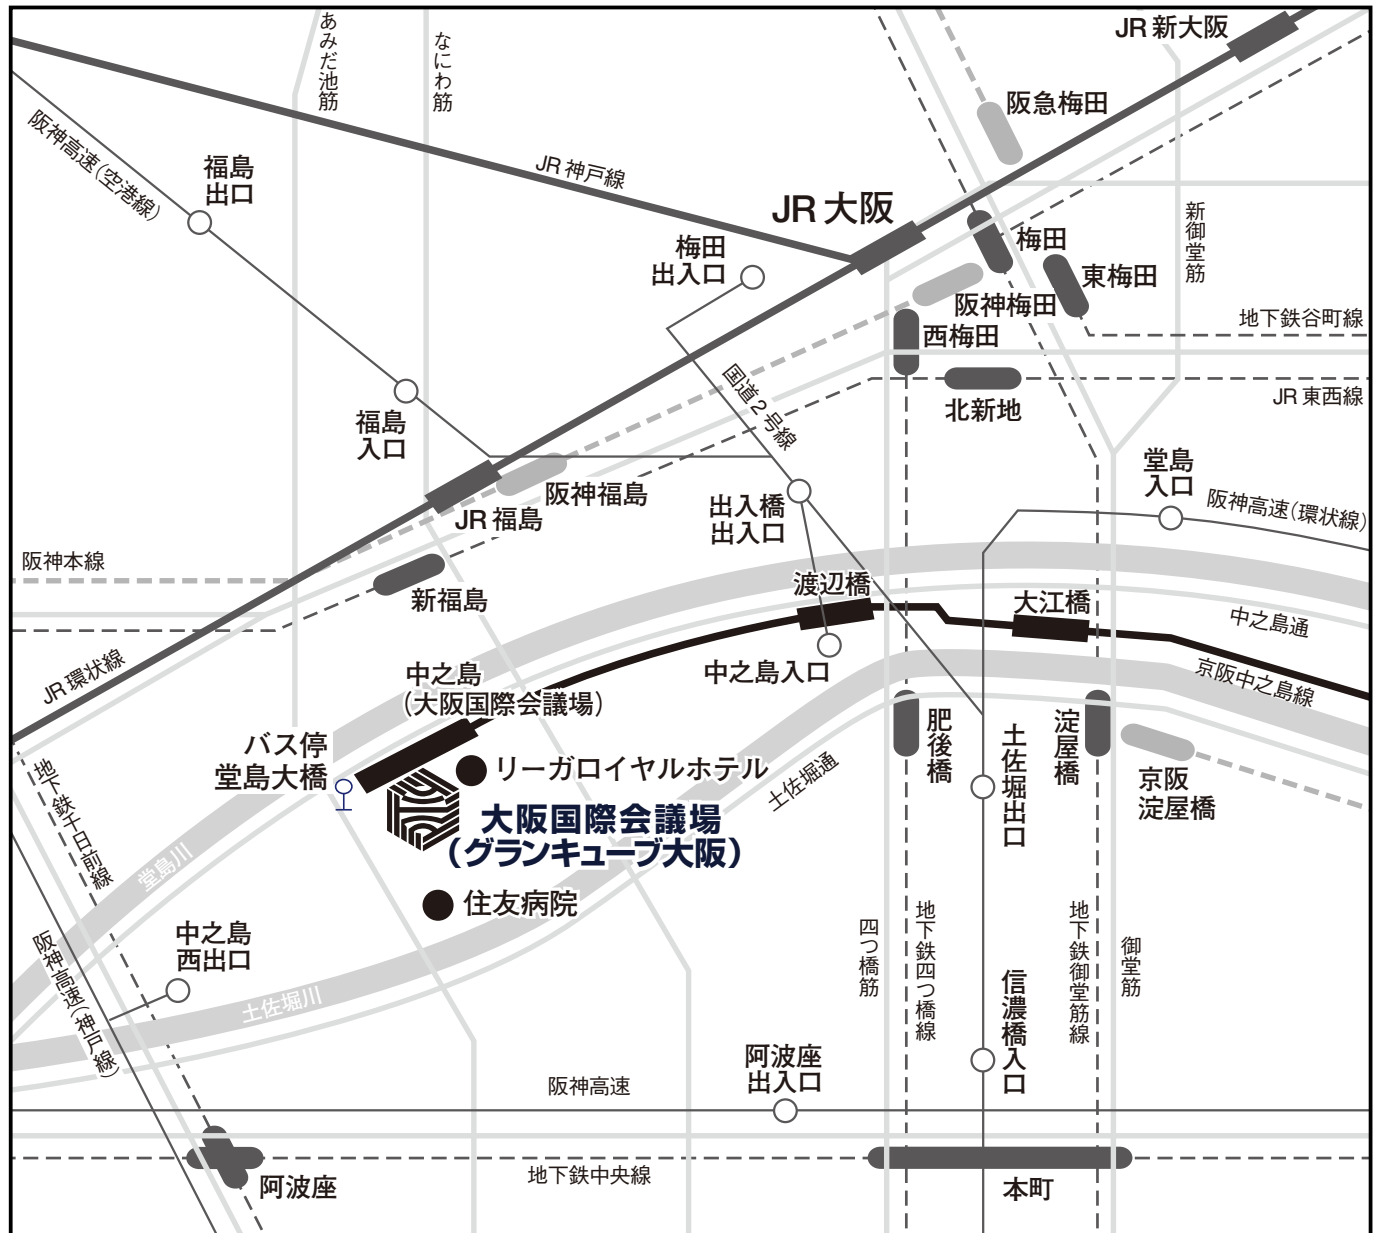 JR 新大阪
あみだ池筋
なにわ筋
阪急梅田
阪神高速(空港線)
福島
出口
JR 神戸線
JR 大阪
新御堂筋
梅田
出入口
梅田
東梅田
阪神梅田
地下鉄谷町線
西梅田
国道2号線
JR 東西線
北新地
福島
入口
堂島
入口
阪神福島
出入橋
出入口
阪神高速(環状線)
JR 福島
阪神本線
渡辺橋
新福島
大江橋
中之島通
JR 環状線
中之島
(大阪国際会議場)
中之島入口
京阪中之島線
バス停
堂島大橋
リーガロイヤルホテル
土佐堀通
肥後橋
土佐堀出口
淀屋橋
京阪
淀屋橋
地下鉄千日前線
大阪国際会議場
(グランキューブ大阪)
堂島川
住友病院
中之島
西出口
阪神高速(神戸線)
四つ橋筋
地下鉄四つ橋線
地下鉄御堂筋線
御堂筋
土佐堀川
信濃橋入口
阿波座
出入口
阪神高速
地下鉄中央線
阿波座
本町